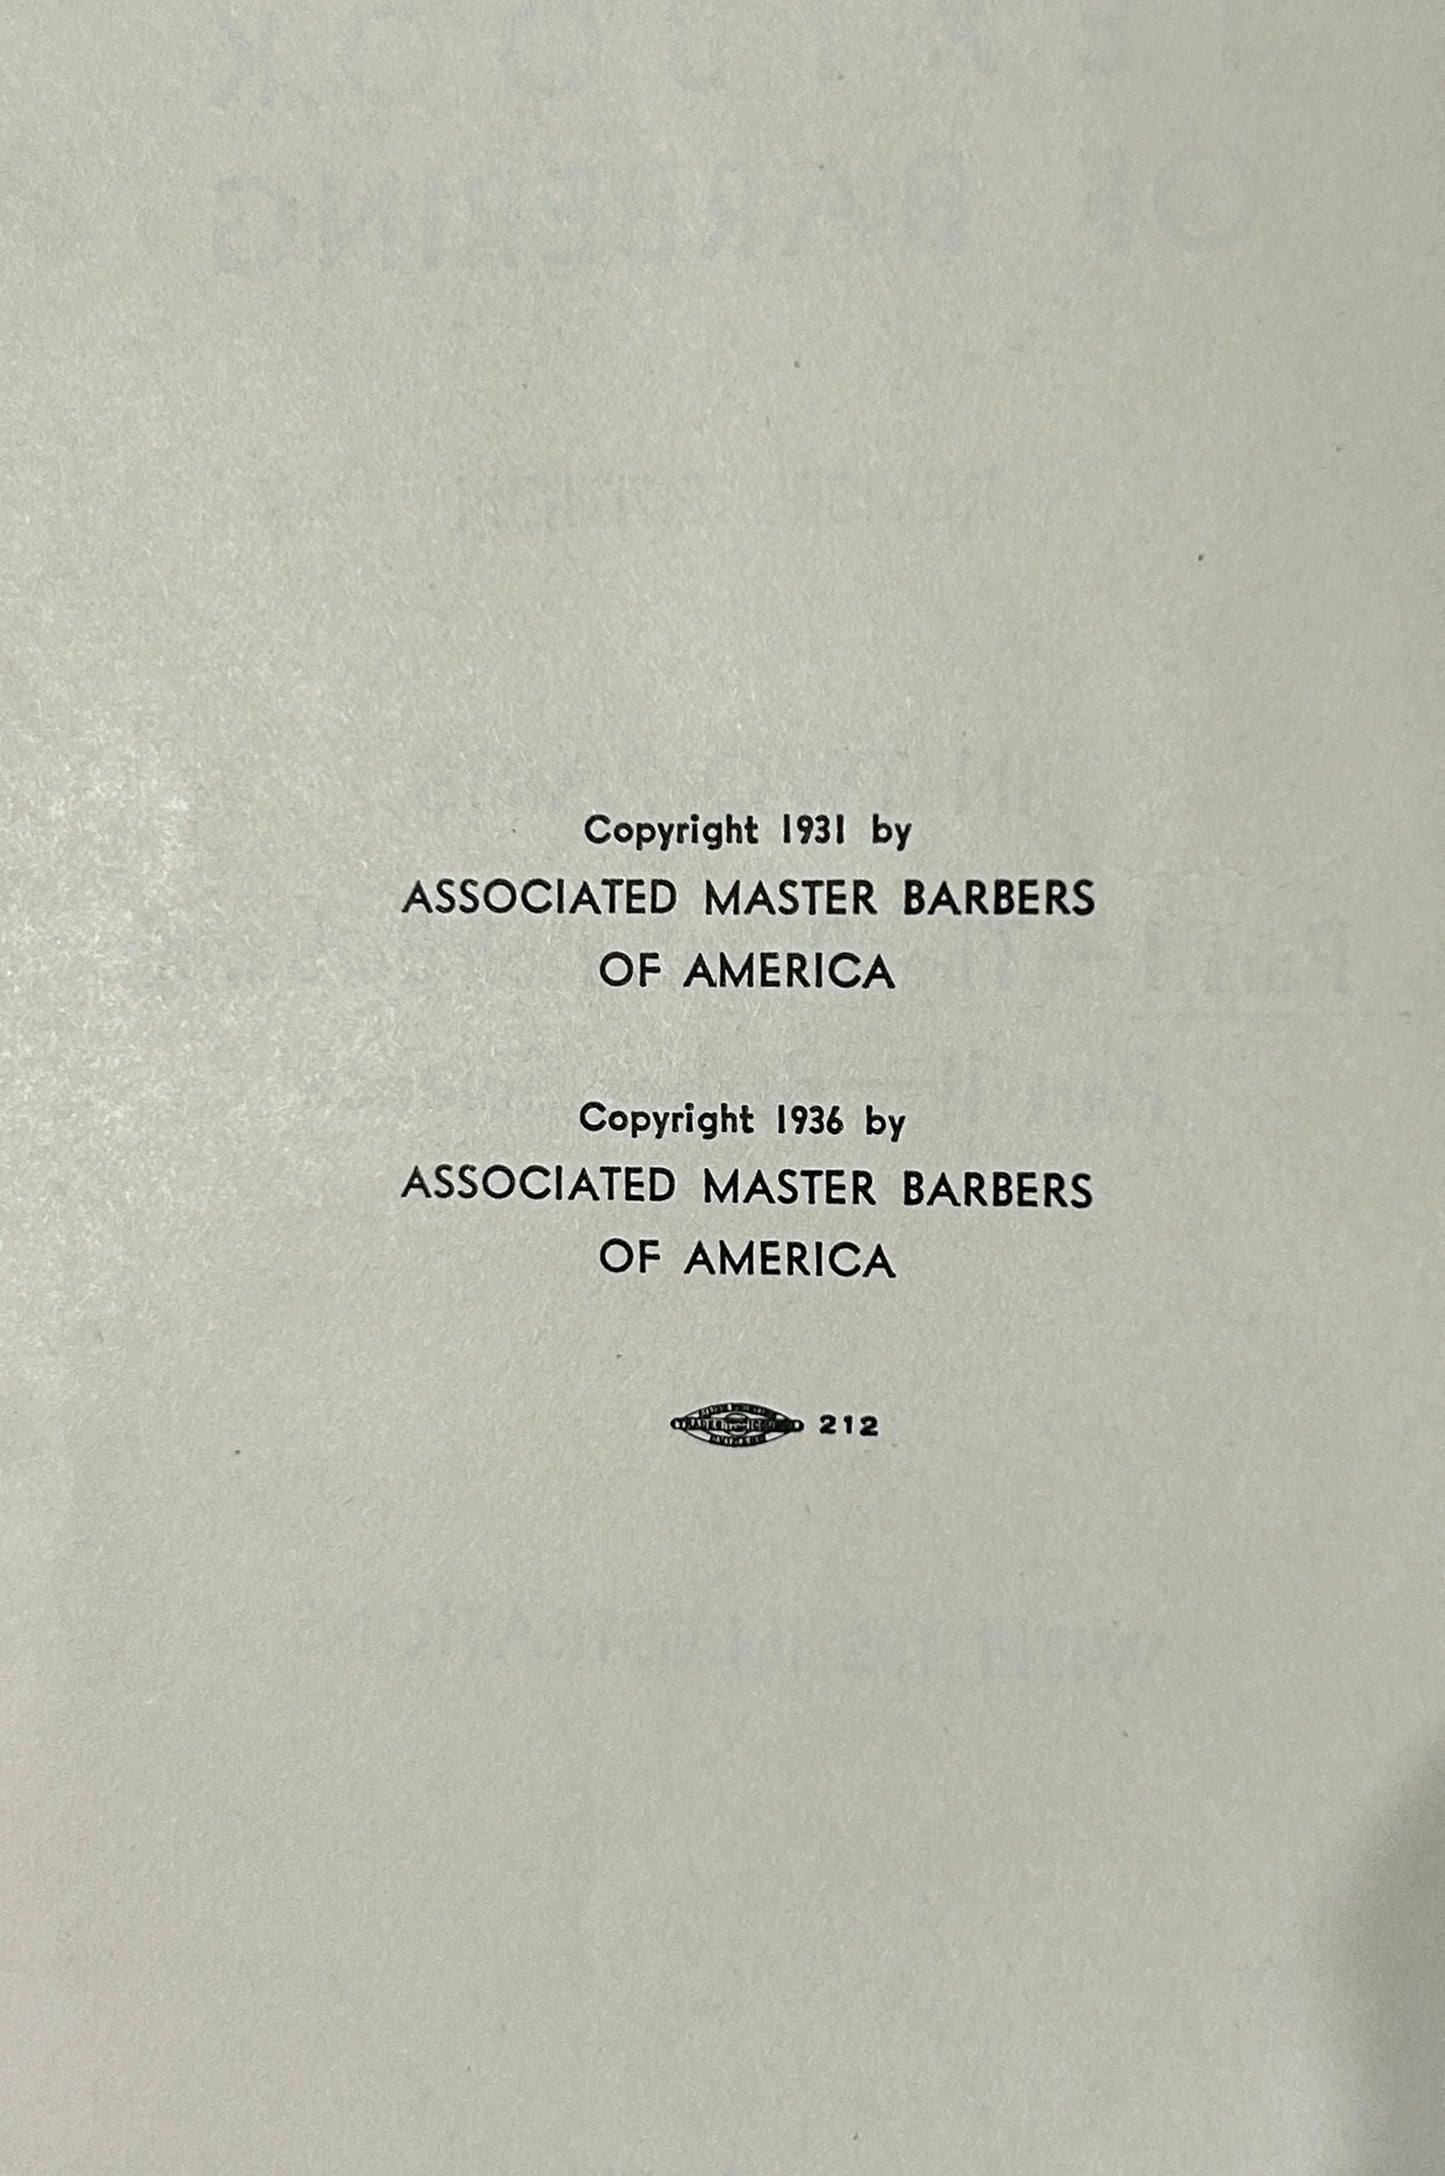 Copyright 1931 by
ASSOCIATED MASTER BARBERS
OF AMERICA
Copyright 1936 by
ASSOCIATED MASTER BARBERS
OF AMERICA
212